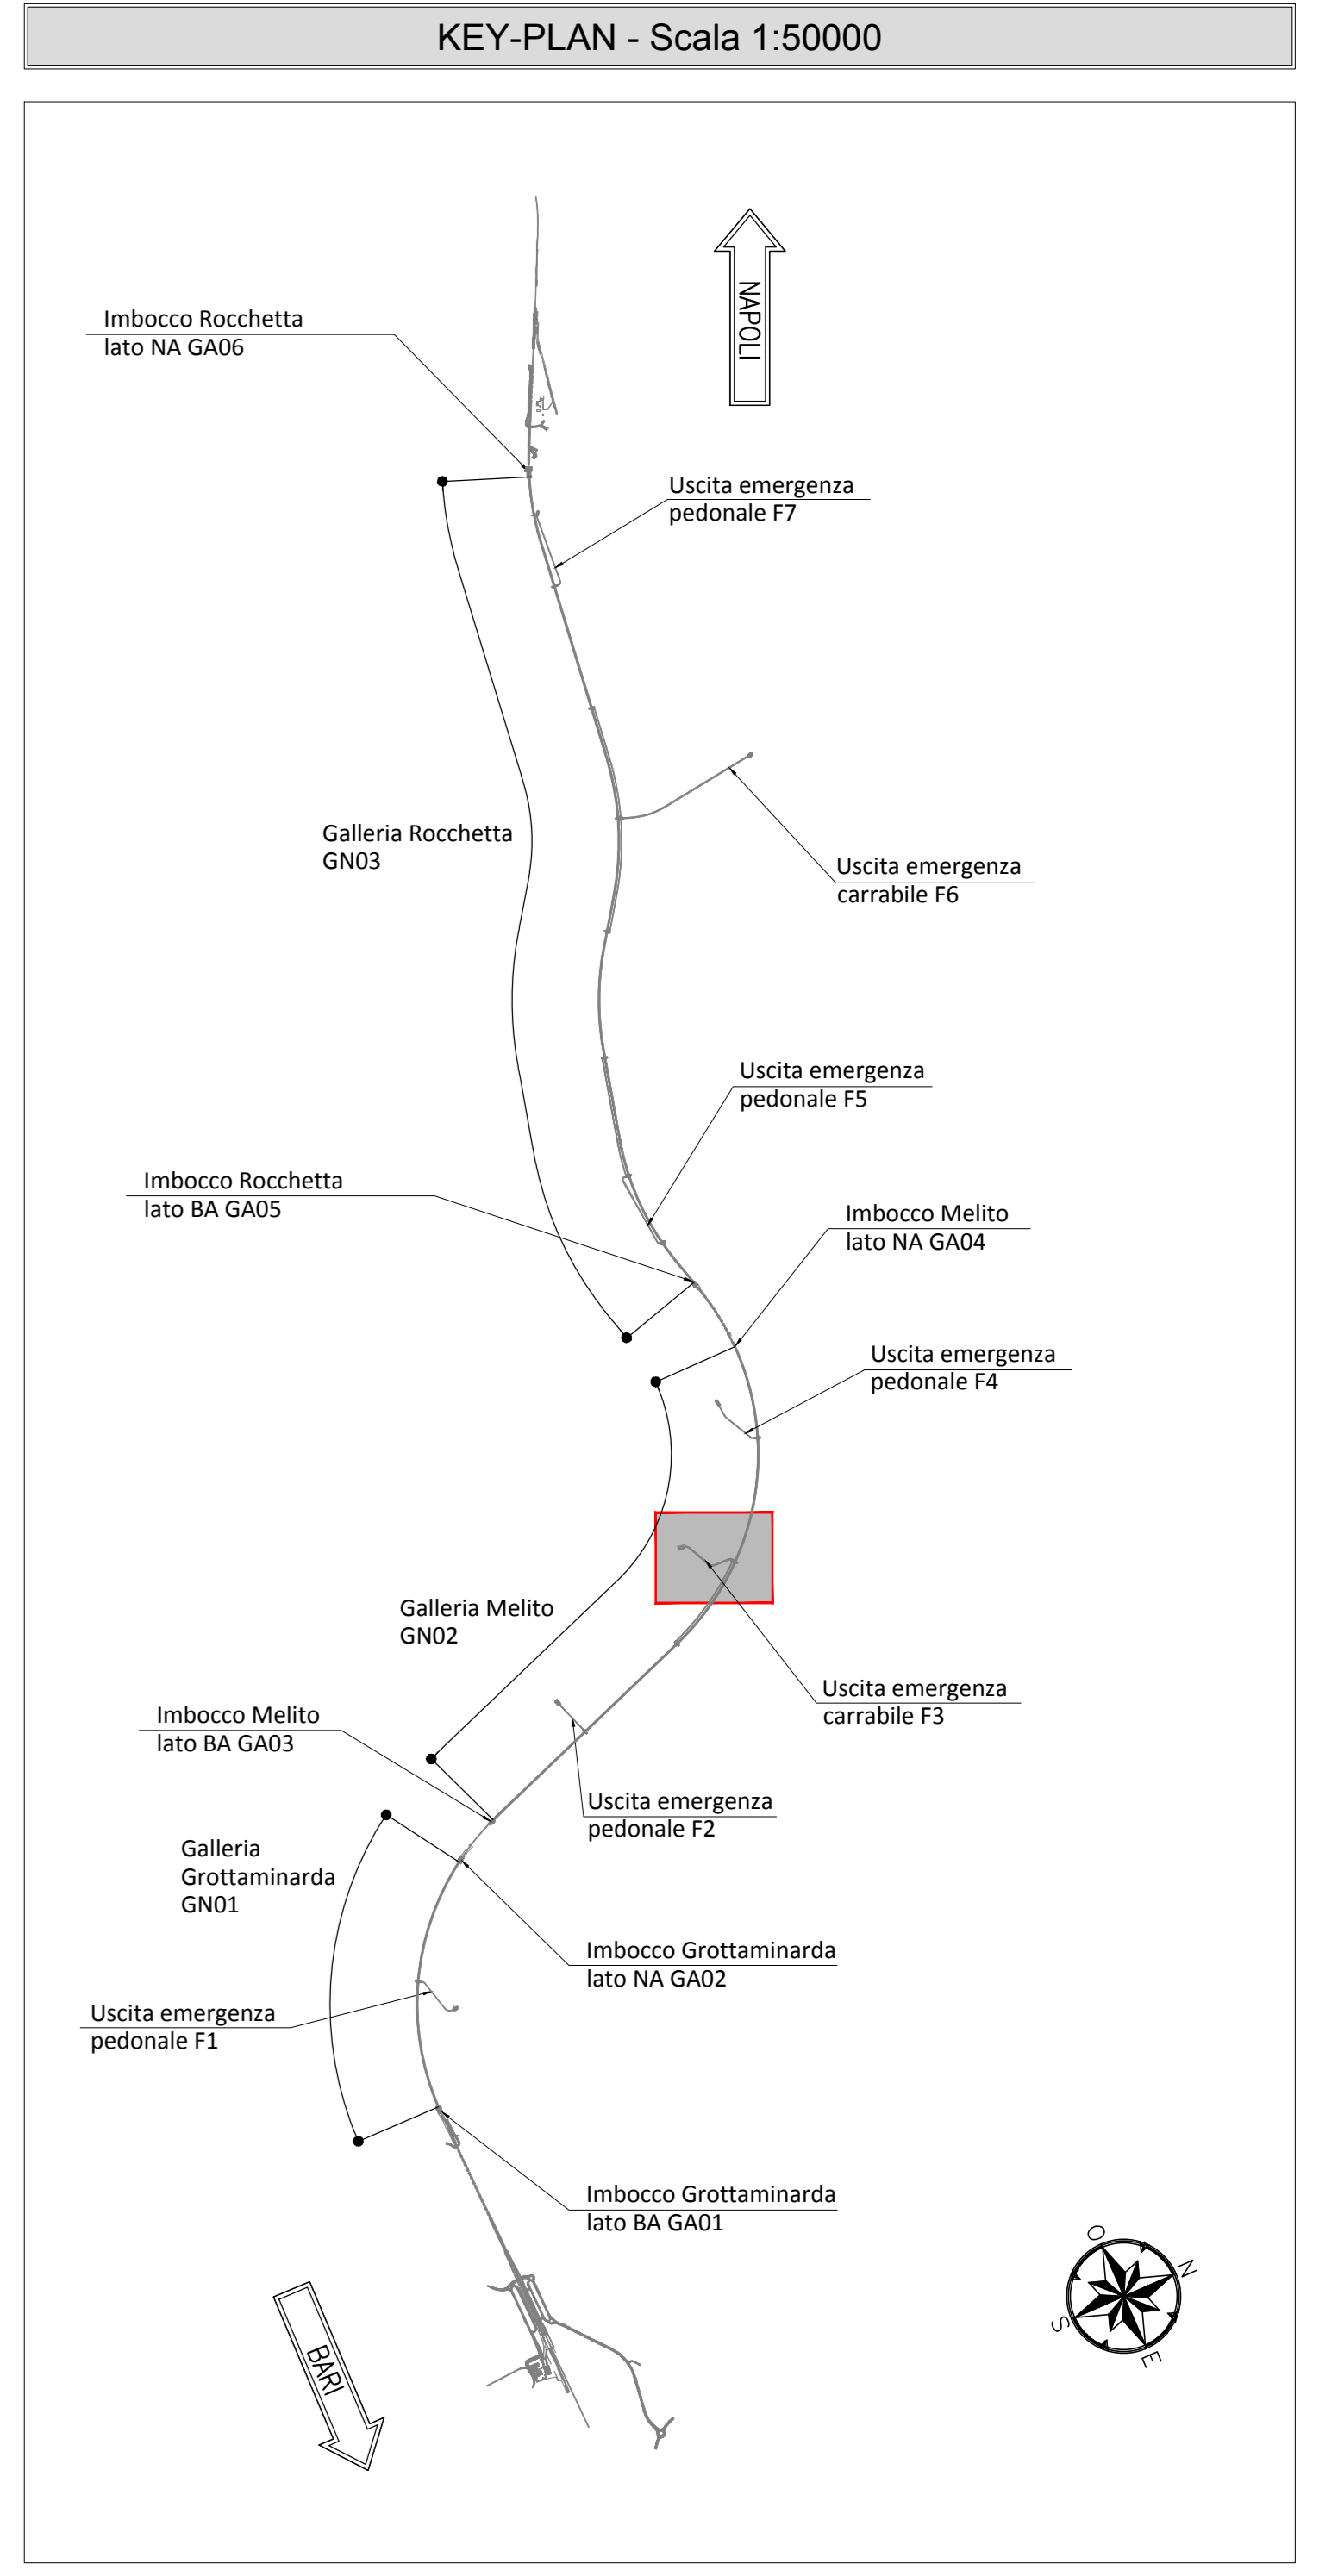 KEY-PLAN - Scala 1:50000
NAPOLI
Imbocco Rocchetta
lato NA GA06
Uscita emergenza
pedonale F7
Galleria Rocchetta
GN03
Uscita emergenza
carrabile F6
Uscita emergenza
pedonale F5
Imbocco Rocchetta
lato BA GA05
Imbocco Melito
lato NA GA04
Uscita emergenza
pedonale F4
Galleria Melito
GN02
Uscita emergenza
carrabile F3
Imbocco Melito
lato BA GA03
Uscita emergenza
pedonale F2
Galleria
Grottaminarda
GN01
Imbocco Grottaminarda
lato NA GA02
Uscita emergenza
pedonale F1
Imbocco Grottaminarda
lato BA GA01
O
N
S
E
BARI